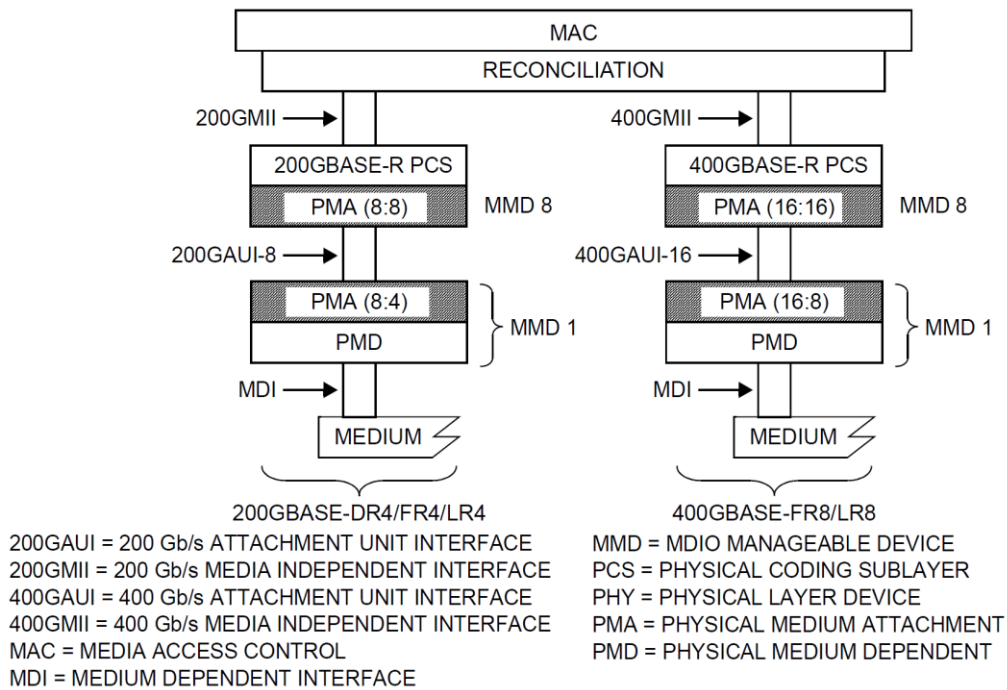 MAC
RECONCILIATION
200GMII
400GMII
200GBASE-R PCS
400GBASE-R PCS
PMA (8:8)
MMD 8
PMA (16:16)
MMD 8
200GAUI-8
400GAUI-16
PMA (8:4)
PMA (16:8)
MMD 1
MMD 1
PMD
PMD
MDI
MDI
MEDIUM
MEDIUM
200GBASE-DR4/FR4/LR4
400GBASE-FR8/LR8
200GAUI = 200 Gb/s ATTACHMENT UNIT INTERFACE
200GMII = 200 Gb/s MEDIA INDEPENDENT INTERFACE
400GAUI = 400 Gb/s ATTACHMENT UNIT INTERFACE
400GMII = 400 Gb/s MEDIA INDEPENDENT INTERFACE
MAC = MEDIA ACCESS CONTROL
MDI = MEDIUM DEPENDENT INTERFACE
MMD = MDIO MANAGEABLE DEVICE
PCS = PHYSICAL CODING SUBLAYER
PHY = PHYSICAL LAYER DEVICE
PMA = PHYSICAL MEDIUM ATTACHMENT
PMD = PHYSICAL MEDIUM DEPENDENT